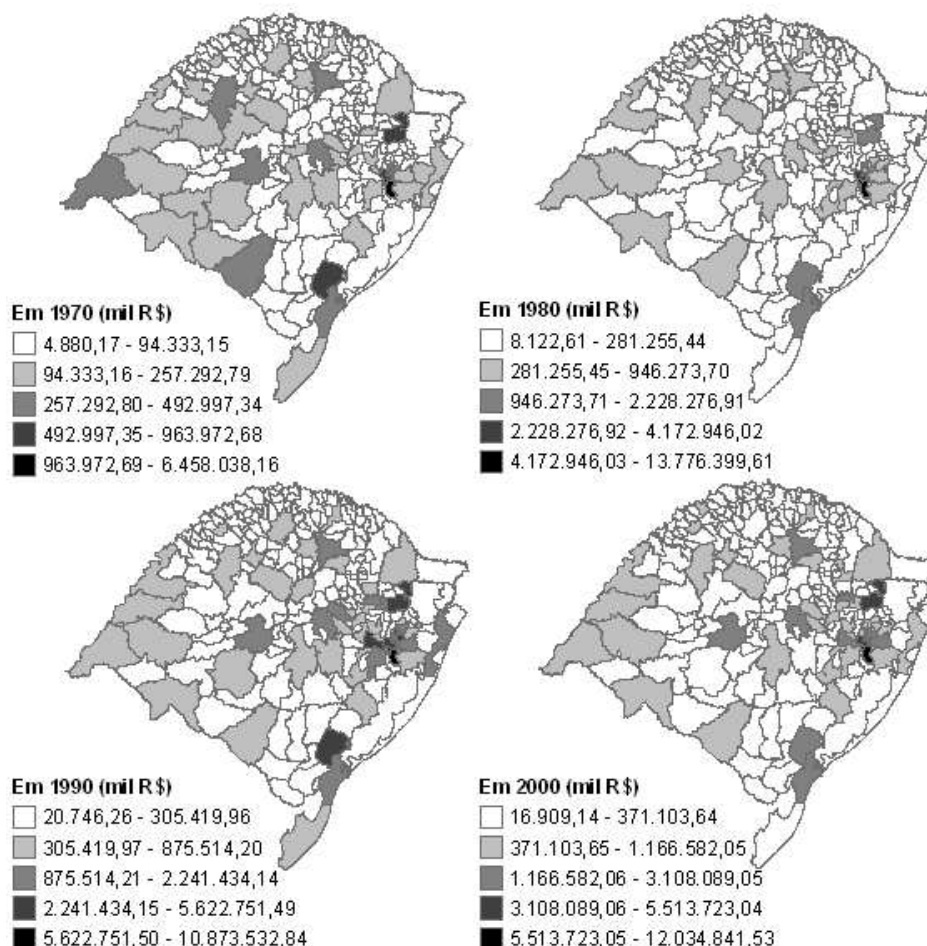 Em 1970 (mil R$)
4.880,17 - 94.333,15
94.333,16 - 257.292,79
257.292,80 - 492.997,34
492.997,35 - 963.972,68
963.972,69 - 6.458.038,16
Em 1980 (mil R$)
8.122,61 - 281.255,44
281.255,45 - 946.273,70
946.273,71 - 2.228.276,91
2.228.276,92 - 4.172.946,02
4.172.946,03 - 13.776.399,61
Em 1990 (mil R$)
20.746,26 - 305.419,96
305.419,97 - 875.514,20
875.514,21 - 2.241.434,14
2.241.434,15 - 5.622.751,49
5.622.751,50 - 10.873.532,84
Em 2000 (mil R$)
16.909,14 - 371.103,64
371.103,65 - 1.166.582,05
1.166.582,06 - 3.108.089,05
3.108.089,06 - 5.513.723,04
5.513.723,05 - 12.034.841,53